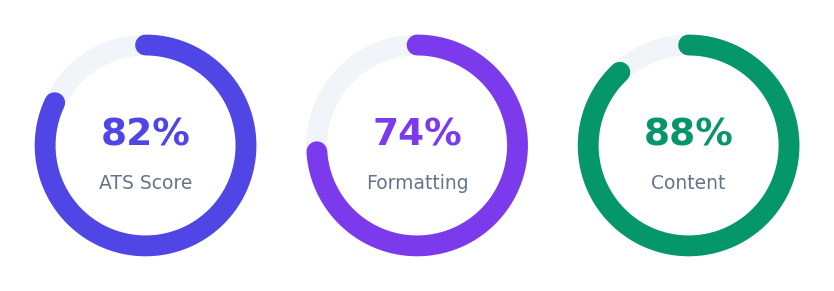 82%
ATS Score
74%
Formatting
88%
Content